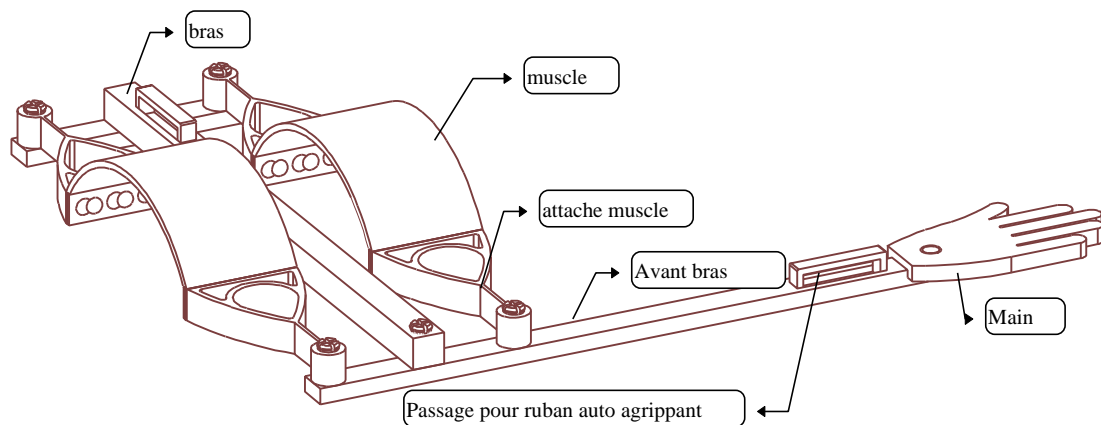 bras
muscle
attache muscle
Avant bras
Main
Passage pour ruban auto agrippant